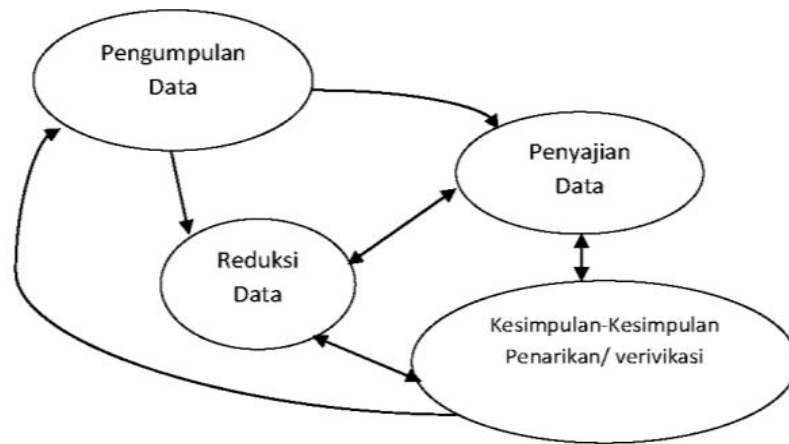 Pengumpulan
Data
Penyajian
Data
Reduksi
Data
Kesimpulan-Kesimpulan
Penarikan/ verivikasi